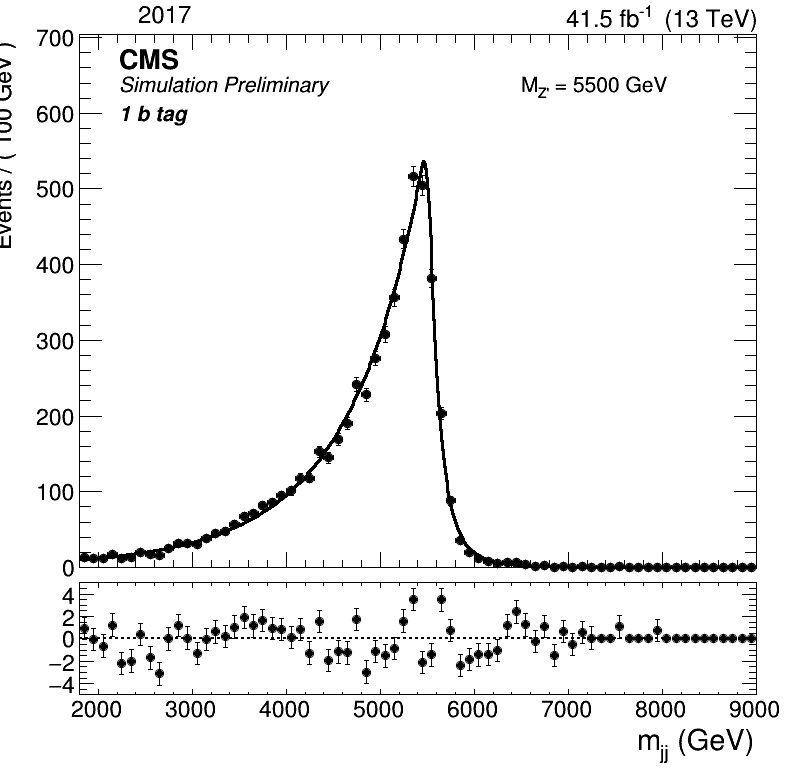 2017 41.5 fb⁻¹ (13 TeV)
CMS
Simulation Preliminary
1 b tag
M_Z' = 5500 GeV
Events / ( 100 GeV )
700
600
500
400
300
200
100
0
4
2
0
−2
−4
2000 3000 4000 5000 6000 7000 8000 9000
m_jj (GeV)